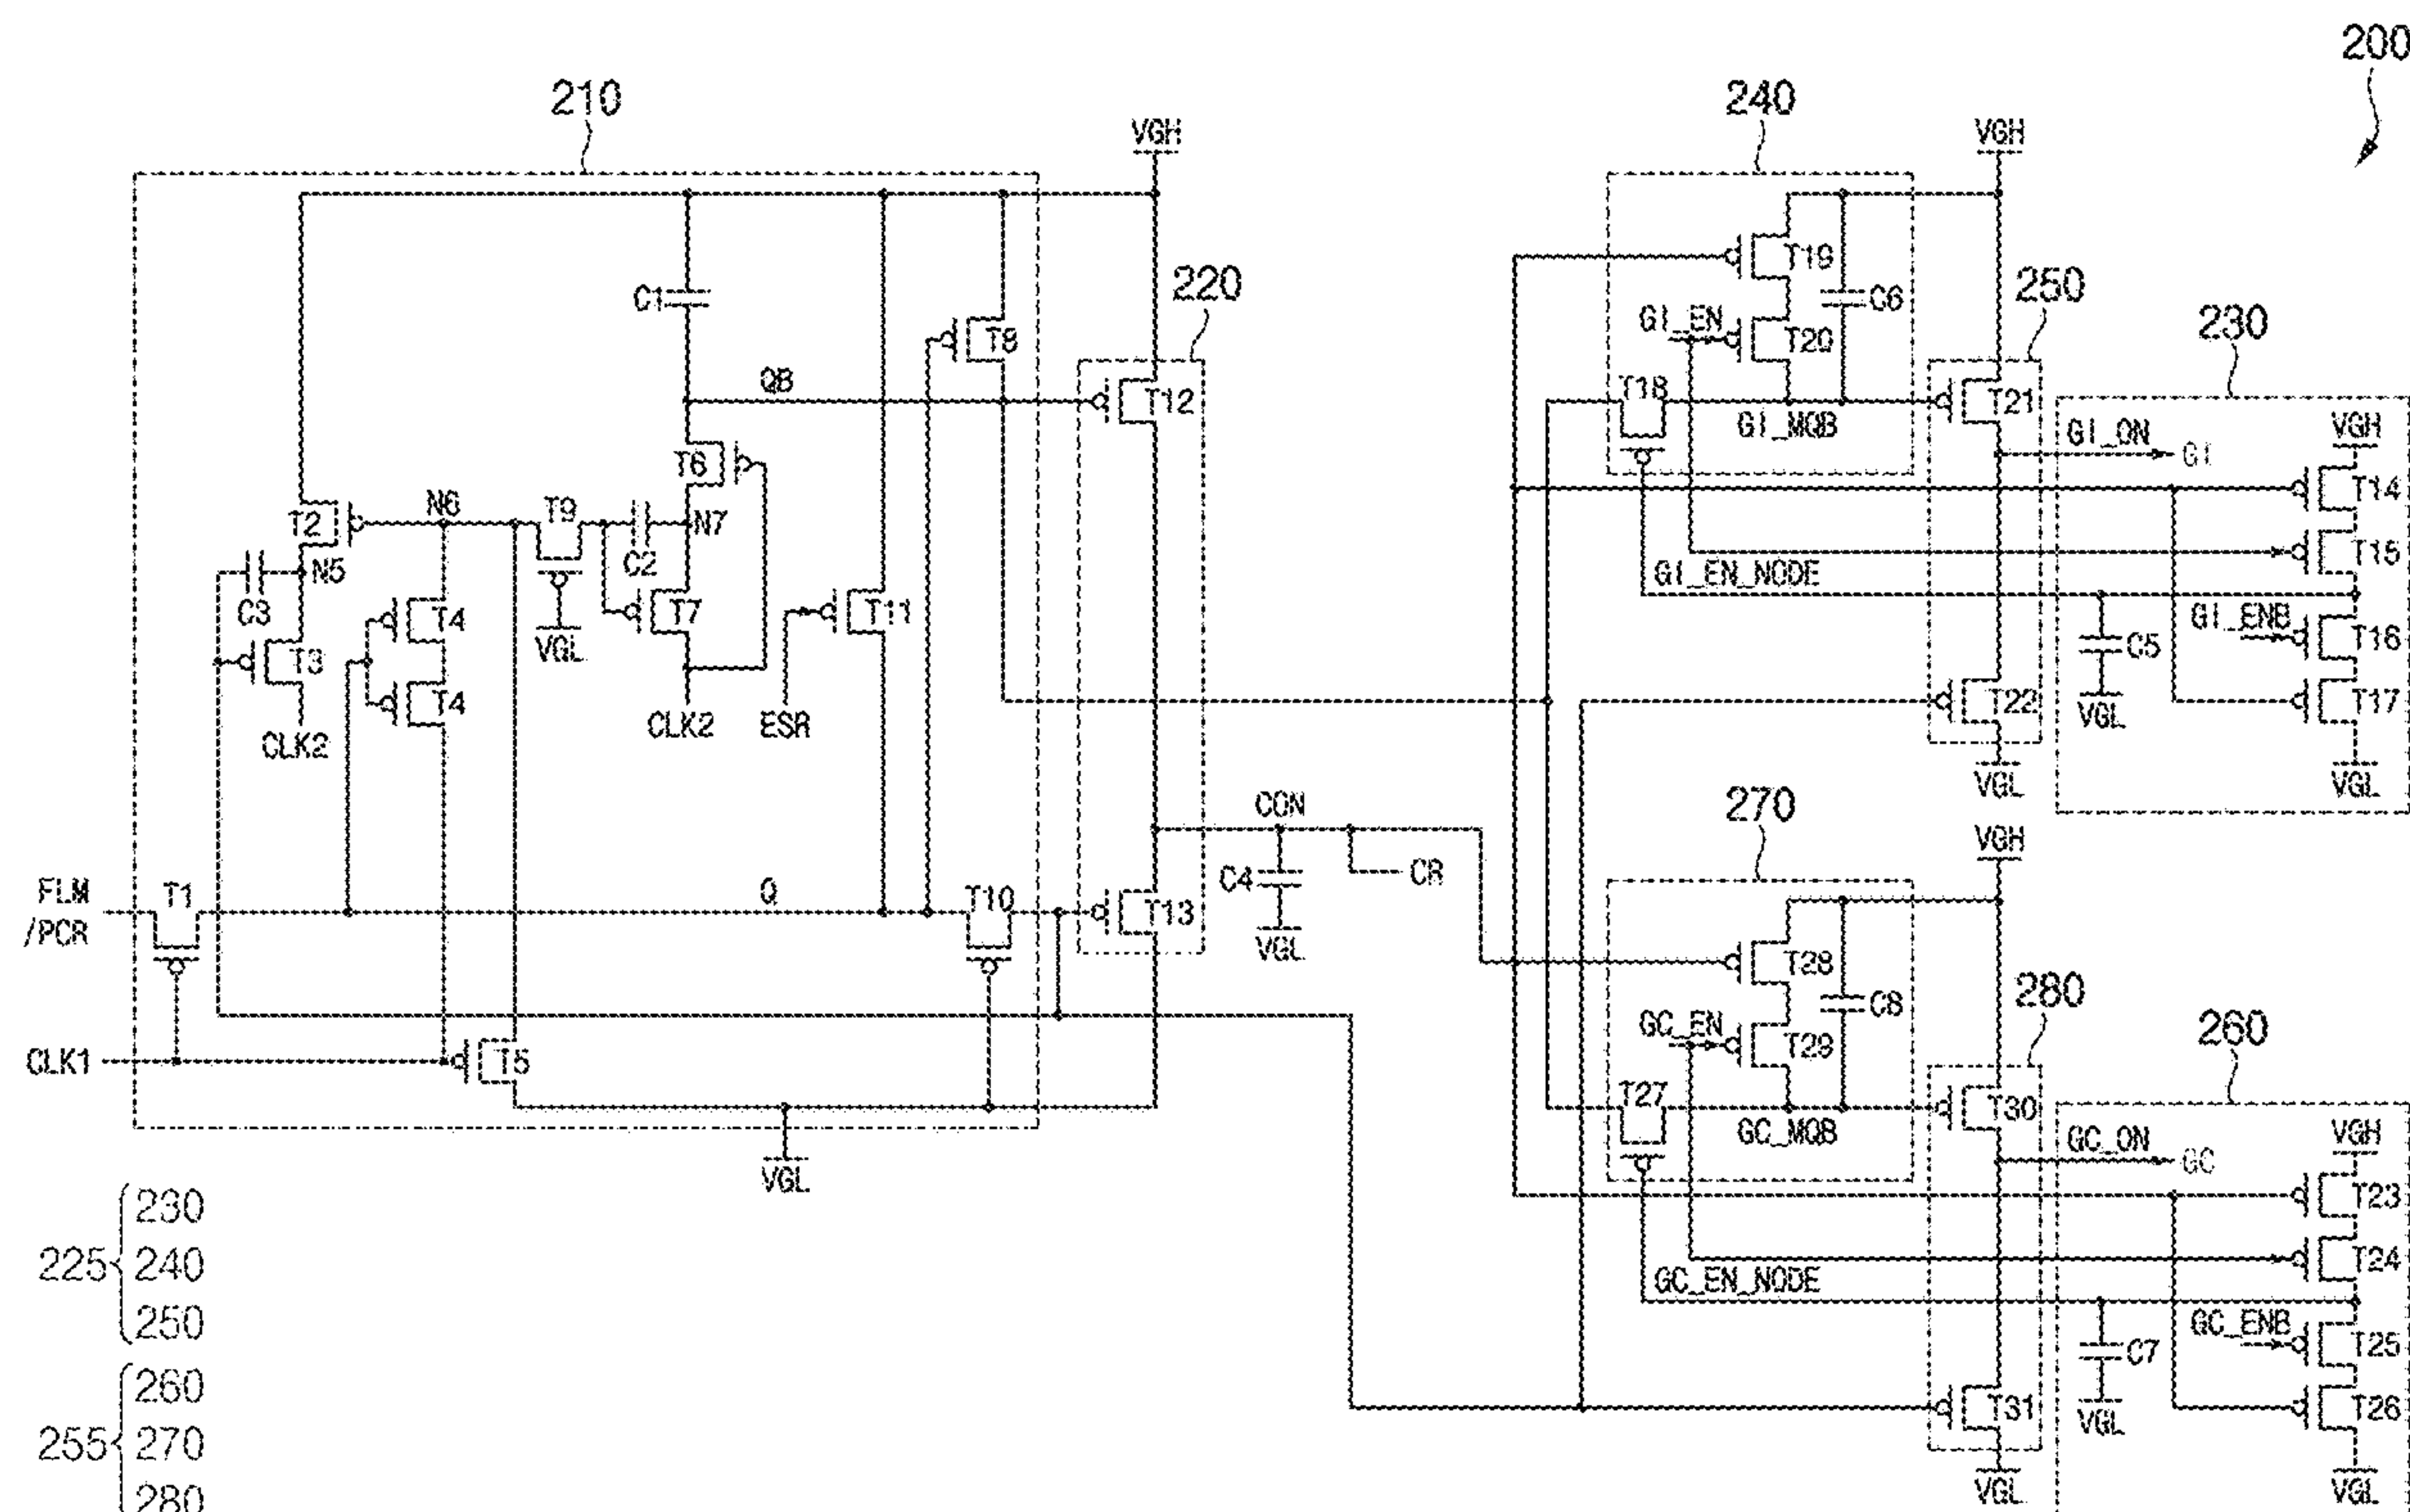 200
210
240
VGH
VGH
220
250
230
T19
C1
C6
GI_EN
T8
T20
QB
T18
T12
T21
GI_MQB
GI_ON
VGH
GI
T6
T14
N6
T9
T2
N7
C2
T15
N5
GI_EN_NODE
C3
T4
T7
T11
GI_ENB
T16
VGL
C5
T3
T4
T22
T17
CLK2
CLK2
ESR
VGL
VGL
VGL
270
CON
VGH
FLM
/PCR
T1
Q
T10
T13
C4
CR
VGL
T28
280
C8
260
GC_EN
T29
CLK1
T5
T27
T30
GC_MQB
GC_ON
VGH
GC
VGL
T23
225
230
240
250
T24
GC_EN_NODE
GC_ENB
T25
C7
255
260
270
280
T31
T26
VGL
VGL
VGL